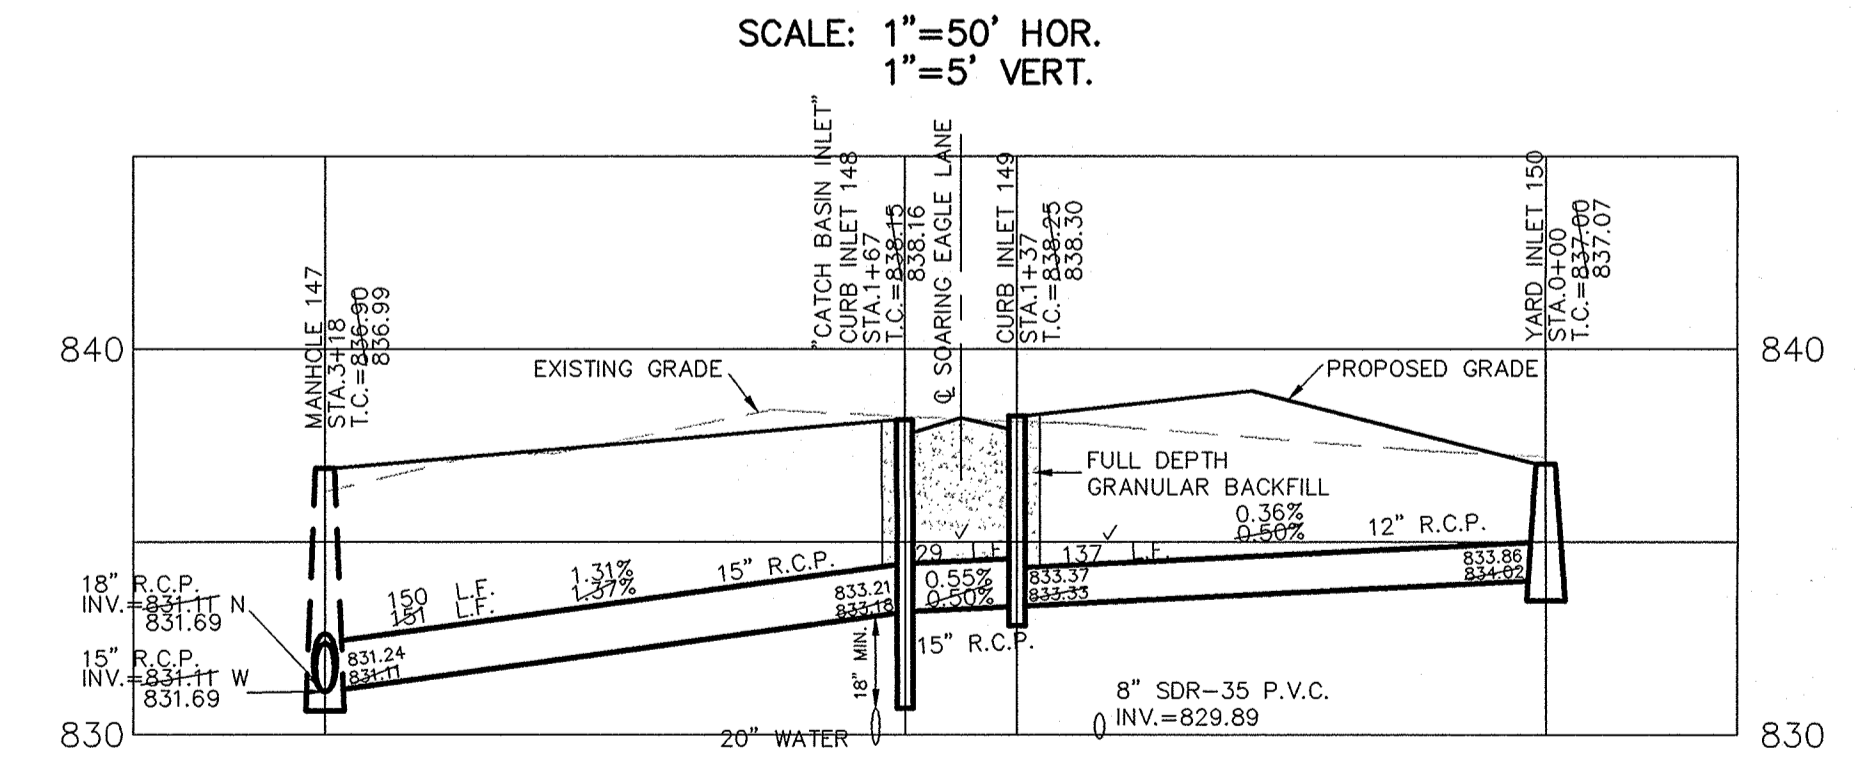 SCALE: 1"=50' HOR.
1"=5' VERT.
MANHOLE 147
STA.3+18
T.C.=836.90
836.99
"CATCH BASIN INLET"
CURB INLET 148
STA.1+67
T.C.=838.15
838.16
℄ SOARING EAGLE LANE
CURB INLET 149
STA.1+37
T.C.=838.25
838.30
YARD INLET 150
STA.0+00
T.C.=837.00
837.07
840
840
EXISTING GRADE
PROPOSED GRADE
FULL DEPTH
GRANULAR BACKFILL
0.36%
0.50%
12" R.C.P.
29 L.F.
137 L.F.
833.86
834.02
18" R.C.P.
INV.=831.11 N
831.69
150 L.F.
151 L.F.
1.31%
1.37%
15" R.C.P.
833.21
833.18
0.55%
0.50%
833.37
833.33
15" R.C.P.
15" R.C.P.
INV.=831.11 W
831.69
831.24
831.11
18" MIN.
20" WATER
8" SDR-35 P.V.C.
INV.=829.89
830
830